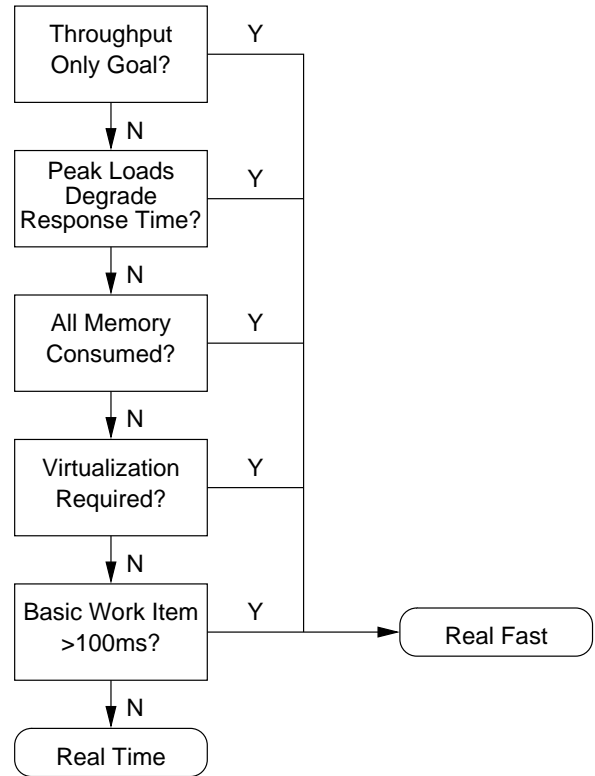 Throughput
Only Goal?
Y
N
Peak Loads
Degrade
Response Time?
Y
N
All Memory
Consumed?
Y
N
Virtualization
Required?
Y
N
Basic Work Item
>100ms?
Y
Real Fast
N
Real Time